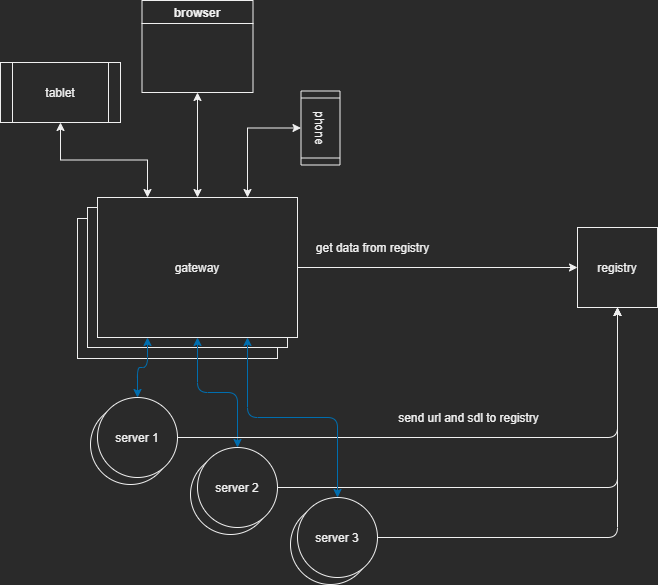 browser
tablet
phone
gateway
get data from registry
registry
send url and sdl to registry
server 1
server 2
server 3